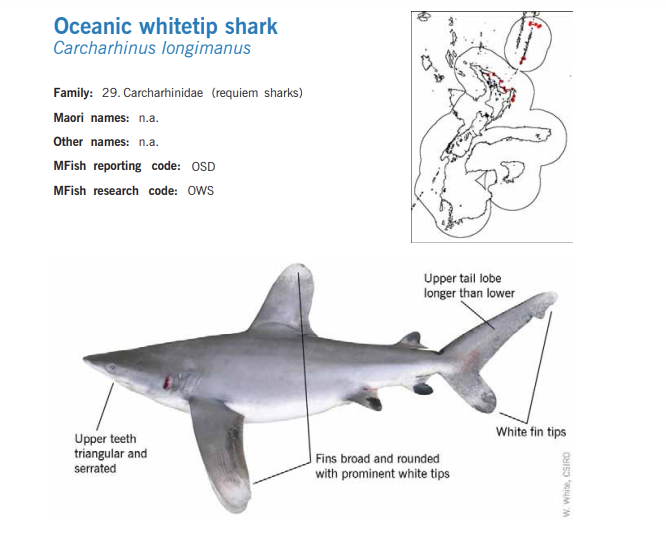 Oceanic whitetip shark
Carcharhinus longimanus
Family: 29. Carcharhinidae (requiem sharks)
Maori names: n.a.
Other names: n.a.
MFish reporting code: OSD
MFish research code: OWS
Upper tail lobe
longer than lower
Upper teeth
triangular and
serrated
Fins broad and rounded
with prominent white tips
White fin tips
W. White, CSIRO